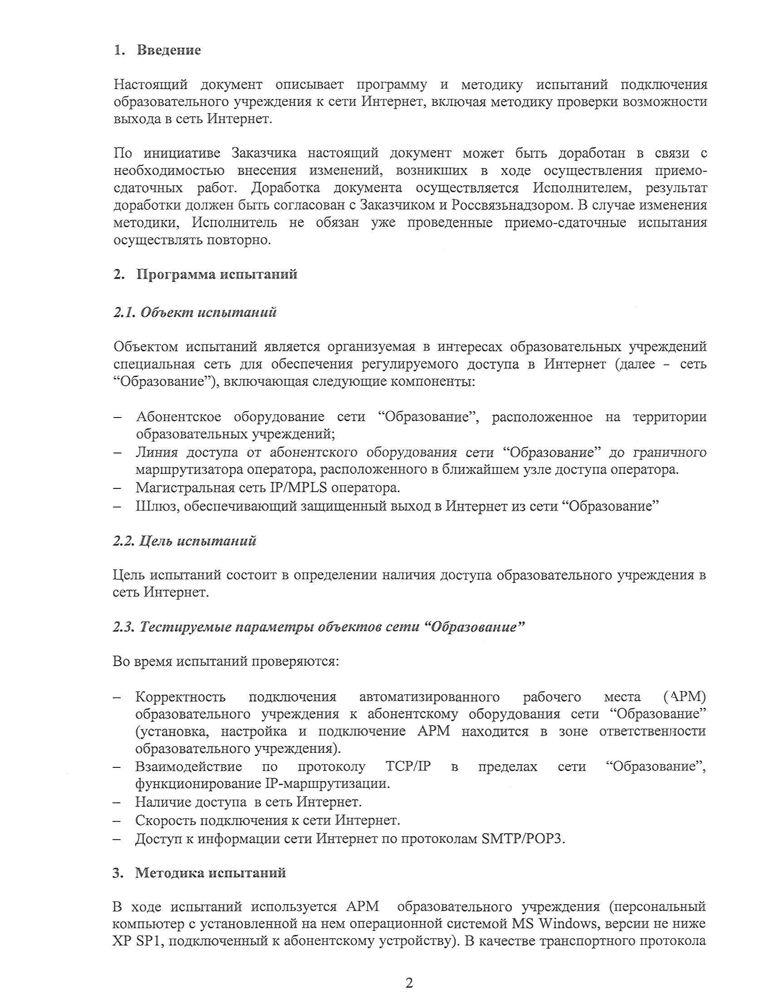 1. Введение
Настоящий документ описывает программу и методику испытаний подключения
образовательного учреждения к сети Интернет, включая методику проверки возможности
выхода в сеть Интернет.
По инициативе Заказчика настоящий документ может быть доработан в связи с
необходимостью внесения изменений, возникших в ходе осуществления приемо-
сдаточных работ. Доработка документа осуществляется Исполнителем, результат
доработки должен быть согласован с Заказчиком и Россвязьнадзором. В случае изменения
методики, Исполнитель не обязан уже проведенные приемо-сдаточные испытания
осуществлять повторно.
2. Программа испытаний
2.1. Объект испытаний
Объектом испытаний является организуемая в интересах образовательных учреждений
специальная сеть для обеспечения регулируемого доступа в Интернет (далее - сеть
“Образование”), включающая следующие компоненты:
– Абонентское оборудование сети “Образование”, расположенное на территории
образовательных учреждений;
– Линия доступа от абонентского оборудования сети “Образование” до граничного
маршрутизатора оператора, расположенного в ближайшем узле доступа оператора.
– Магистральная сеть IP/MPLS оператора.
– Шлюз, обеспечивающий защищенный выход в Интернет из сети “Образование”
2.2. Цель испытаний
Цель испытаний состоит в определении наличия доступа образовательного учреждения в
сеть Интернет.
2.3. Тестируемые параметры объектов сети “Образование”
Во время испытаний проверяются:
– Корректность подключения автоматизированного рабочего места (АРМ)
образовательного учреждения к абонентскому оборудования сети “Образование”
(установка, настройка и подключение АРМ находится в зоне ответственности
образовательного учреждения).
– Взаимодействие по протоколу TCP/IP в пределах сети “Образование”,
функционирование IP-маршрутизации.
– Наличие доступа в сеть Интернет.
– Скорость подключения к сети Интернет.
– Доступ к информации сети Интернет по протоколам SMTP/POP3.
3. Методика испытаний
В ходе испытаний используется АРМ образовательного учреждения (персональный
компьютер с установленной на нем операционной системой MS Windows, версии не ниже
XP SP1, подключенный к абонентскому устройству). В качестве транспортного протокола
2